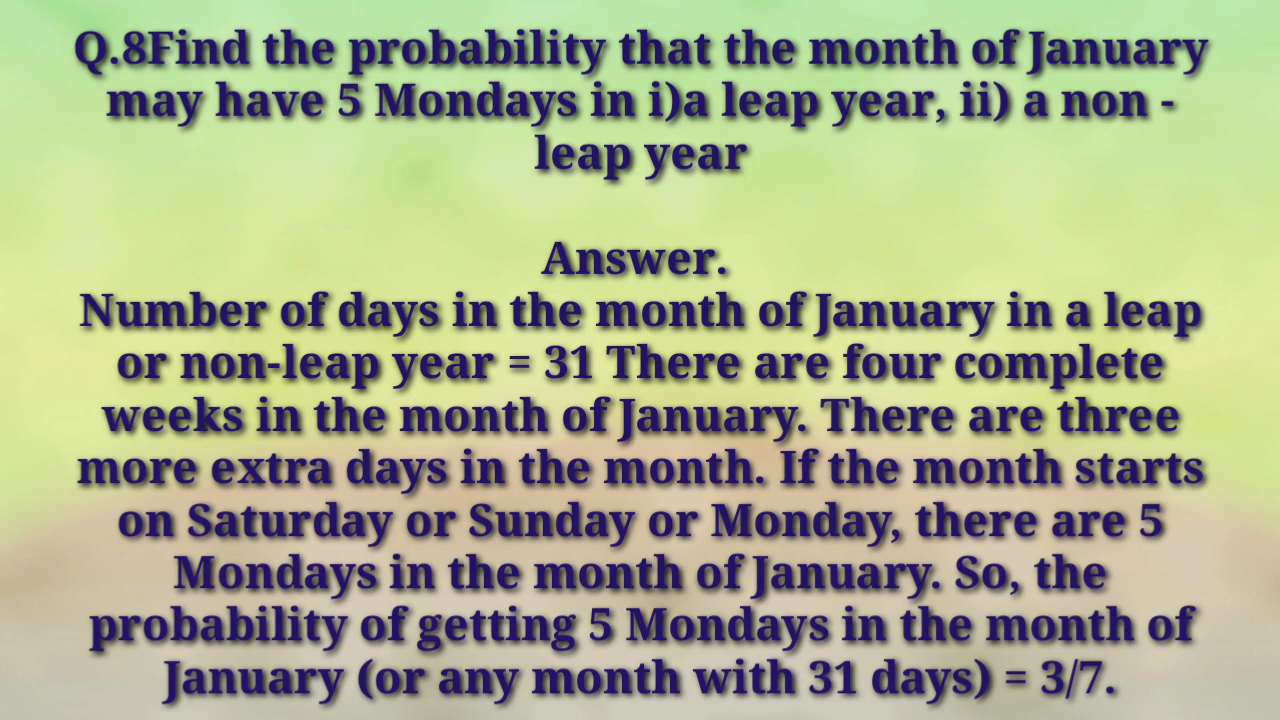 Q.8Find the probability that the month of January
may have 5 Mondays in i)a leap year, ii) a non -
leap year
Answer.
Number of days in the month of January in a leap
or non-leap year = 31 There are four complete
weeks in the month of January. There are three
more extra days in the month. If the month starts
on Saturday or Sunday or Monday, there are 5
Mondays in the month of January. So, the
probability of getting 5 Mondays in the month of
January (or any month with 31 days) = 3/7.